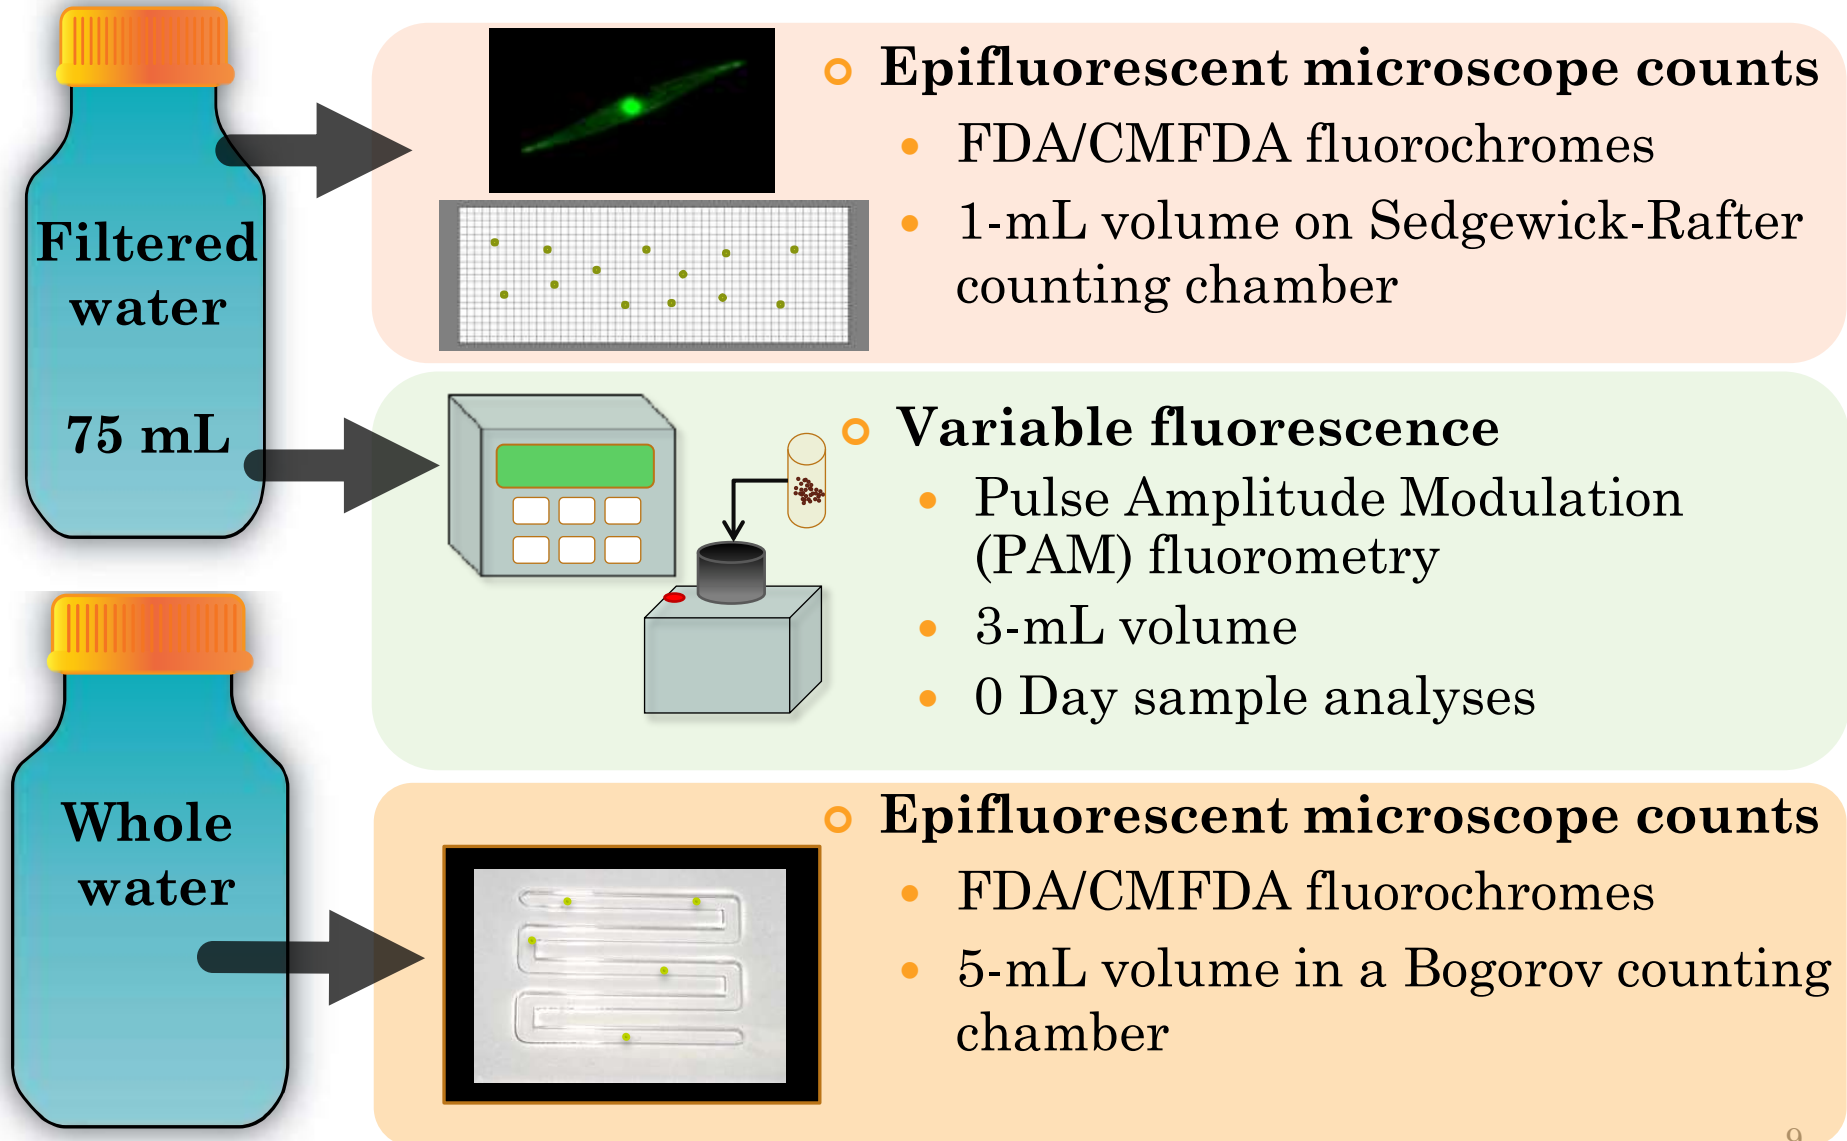 Filtered
water
75 mL
Epifluorescent microscope counts
FDA/CMFDA fluorochromes
1-mL volume on Sedgewick-Rafter
counting chamber
Variable fluorescence
Pulse Amplitude Modulation
(PAM) fluorometry
3-mL volume
0 Day sample analyses
Whole
water
Epifluorescent microscope counts
FDA/CMFDA fluorochromes
5-mL volume in a Bogorov counting
chamber
9